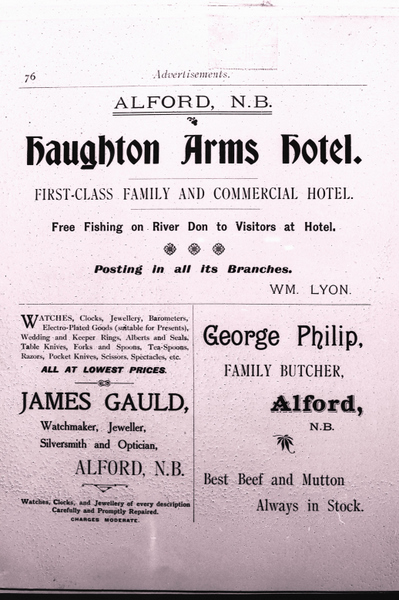 76
Advertisements.
ALFORD, N.B.
Haughton Arms Hotel.
FIRST-CLASS FAMILY AND COMMERCIAL HOTEL.
Free Fishing on River Don to Visitors at Hotel.
Posting in all its Branches.
WM. LYON.
WATCHES, Clocks, Jewellery, Barometers,
Electro-Plated Goods (suitable for Presents),
Wedding and Keeper Rings, Alberts and Seals,
Table Knives, Forks and Spoons, Tea-Spoons,
Razors, Pocket Knives, Scissors, Spectacles, etc.
ALL AT LOWEST PRICES.
JAMES GAULD,
Watchmaker, Jeweller,
Silversmith and Optician,
ALFORD, N.B.
Watches, Clocks, and Jewellery of every description
Carefully and Promptly Repaired.
CHARGES MODERATE.
George Philip,
FAMILY BUTCHER,
Alford,
N.B.
Best Beef and Mutton
Always in Stock.